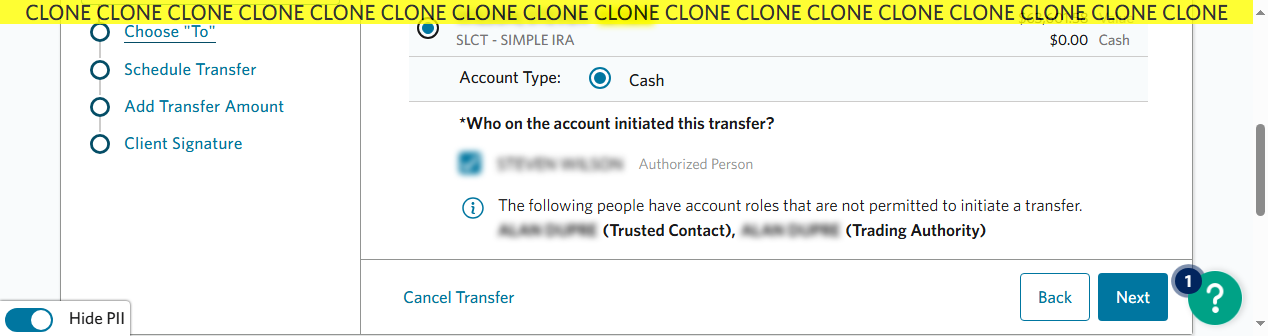 CLONE CLONE CLONE CLONE CLONE CLONE CLONE CLONE CLONE CLONE CLONE CLONE CLONE CLONE CLONE CLONE CLONE
Choose "To"
Schedule Transfer
Add Transfer Amount
Client Signature
SLCT - SIMPLE IRA
$0.00 Cash
Account Type: Cash
*Who on the account initiated this transfer?
Authorized Person
The following people have account roles that are not permitted to initiate a transfer.
(Trusted Contact), (Trading Authority)
Cancel Transfer
Back
Next
1
?
Hide PII